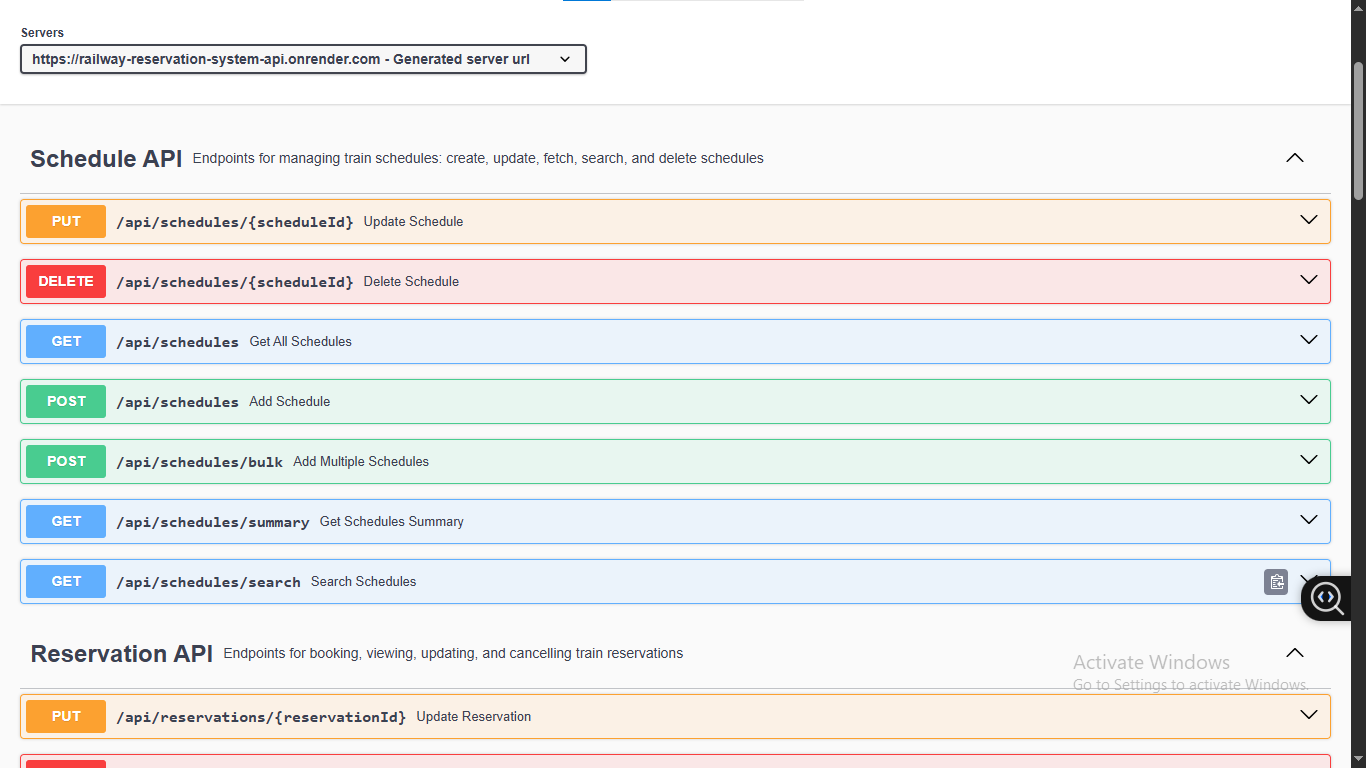 Servers
https://railway-reservation-system-api.onrender.com - Generated server url
Schedule API Endpoints for managing train schedules: create, update, fetch, search, and delete schedules
PUT /api/schedules/{scheduleId} Update Schedule
DELETE /api/schedules/{scheduleId} Delete Schedule
GET /api/schedules Get All Schedules
POST /api/schedules Add Schedule
POST /api/schedules/bulk Add Multiple Schedules
GET /api/schedules/summary Get Schedules Summary
GET /api/schedules/search Search Schedules
Reservation API Endpoints for booking, viewing, updating, and cancelling train reservations
Activate Windows
Go to Settings to activate Windows.
PUT /api/reservations/{reservationId} Update Reservation